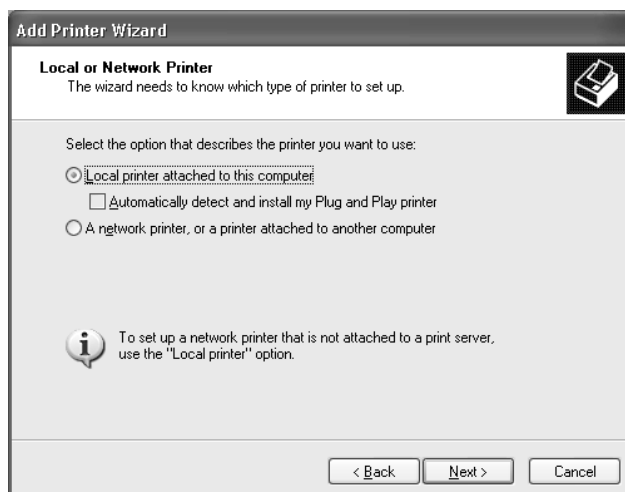 Add Printer Wizard
Local or Network Printer
The wizard needs to know which type of printer to set up.
Select the option that describes the printer you want to use:
Local printer attached to this computer
Automatically detect and install my Plug and Play printer
A network printer, or a printer attached to another computer
To set up a network printer that is not attached to a print server,
use the "Local printer" option.
< Back Next > Cancel